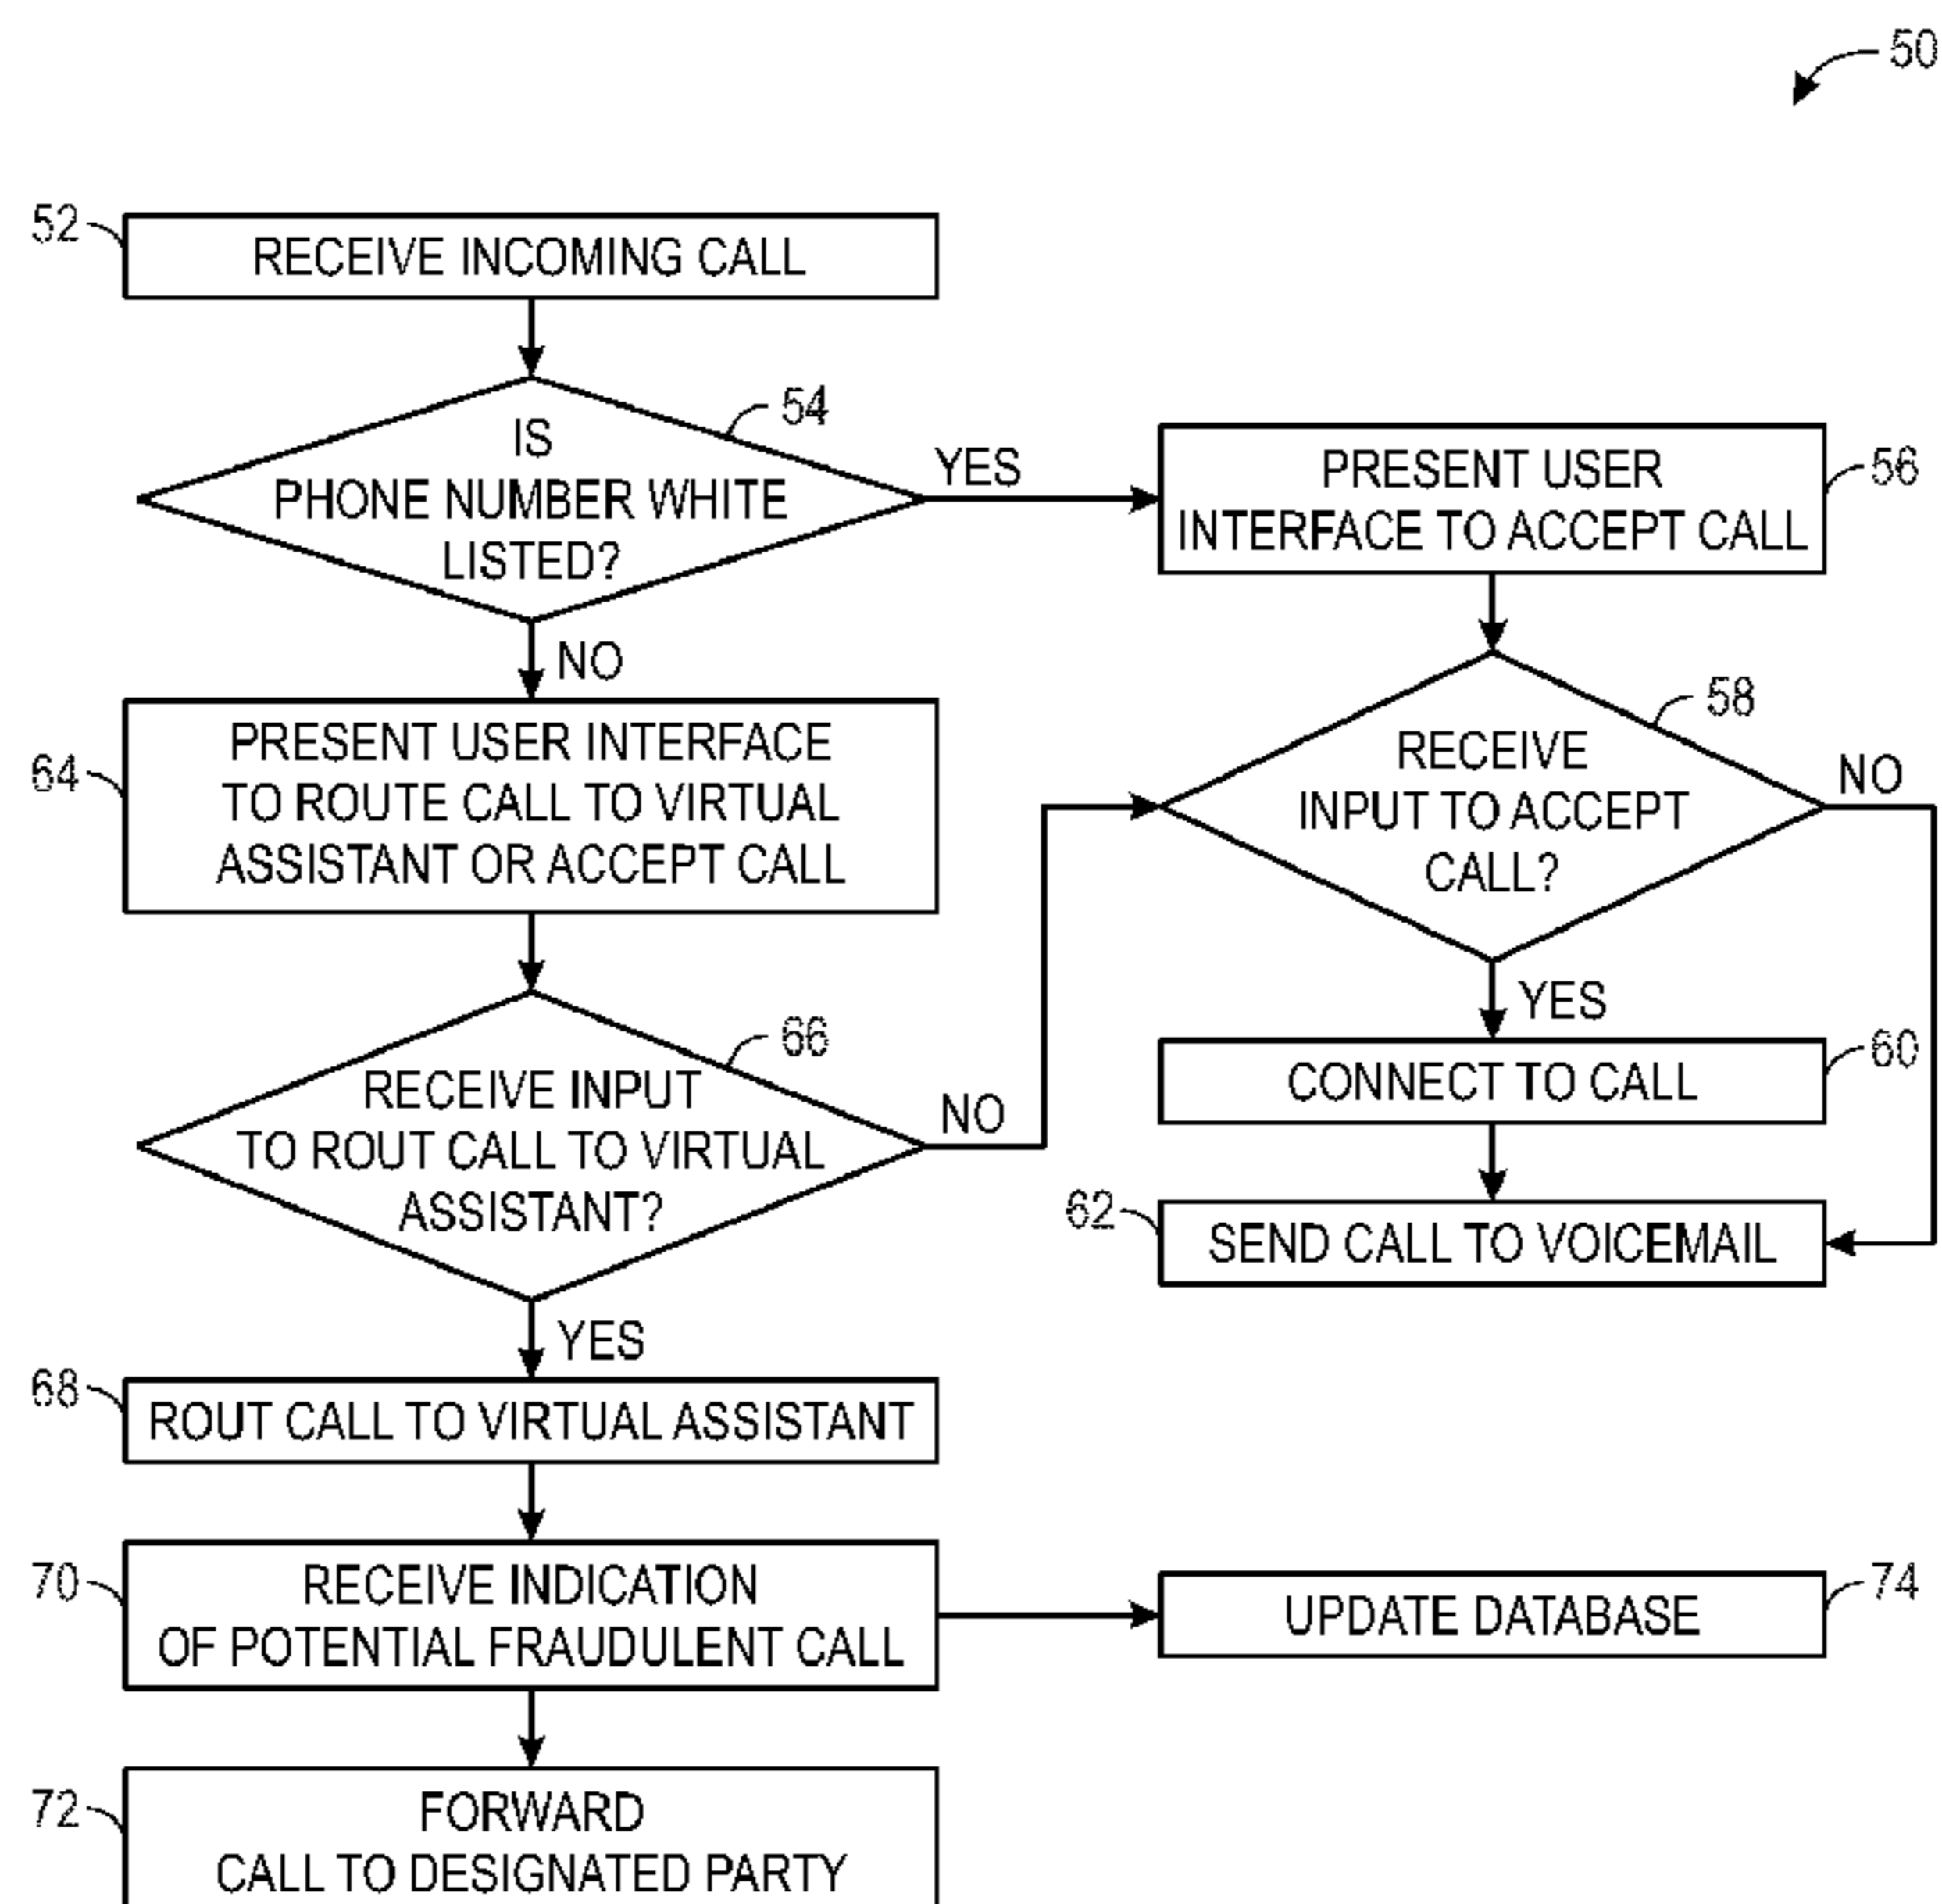 50
52
RECEIVE INCOMING CALL
54
IS
PHONE NUMBER WHITE
LISTED?
YES
PRESENT USER
INTERFACE TO ACCEPT CALL
56
NO
64
PRESENT USER INTERFACE
TO ROUTE CALL TO VIRTUAL
ASSISTANT OR ACCEPT CALL
58
RECEIVE
INPUT TO ACCEPT
CALL?
NO
YES
66
RECEIVE INPUT
TO ROUT CALL TO VIRTUAL
ASSISTANT?
NO
CONNECT TO CALL
60
62
SEND CALL TO VOICEMAIL
YES
68
ROUT CALL TO VIRTUAL ASSISTANT
70
RECEIVE INDICATION
OF POTENTIAL FRAUDULENT CALL
UPDATE DATABASE
74
72
FORWARD
CALL TO DESIGNATED PARTY